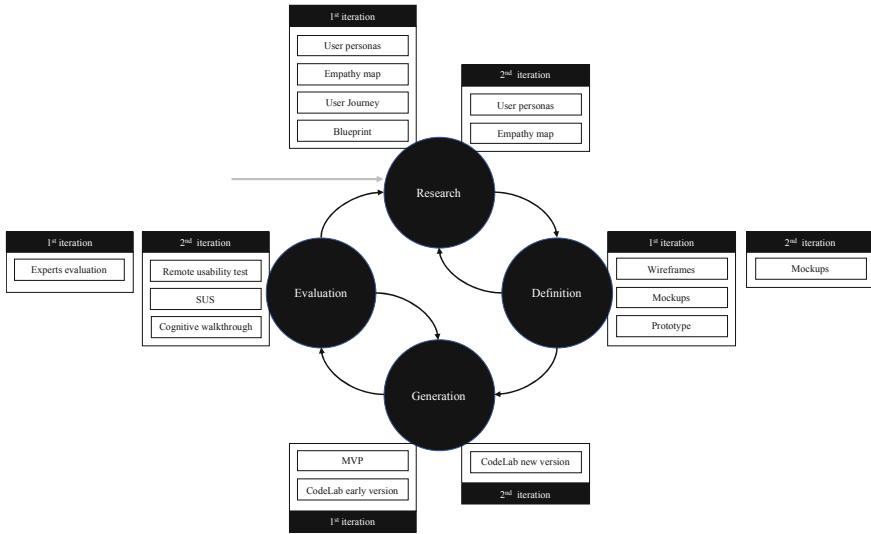 1st iteration
User personas
Empathy map
User Journey
Blueprint
2nd iteration
User personas
Empathy map
Research
1st iteration
Experts evaluation
2nd iteration
Remote usability test
SUS
Cognitive walkthrough
Evaluation
Definition
1st iteration
Wireframes
Mockups
Prototype
2nd iteration
Mockups
Generation
MVP
CodeLab early version
1st iteration
CodeLab new version
2nd iteration